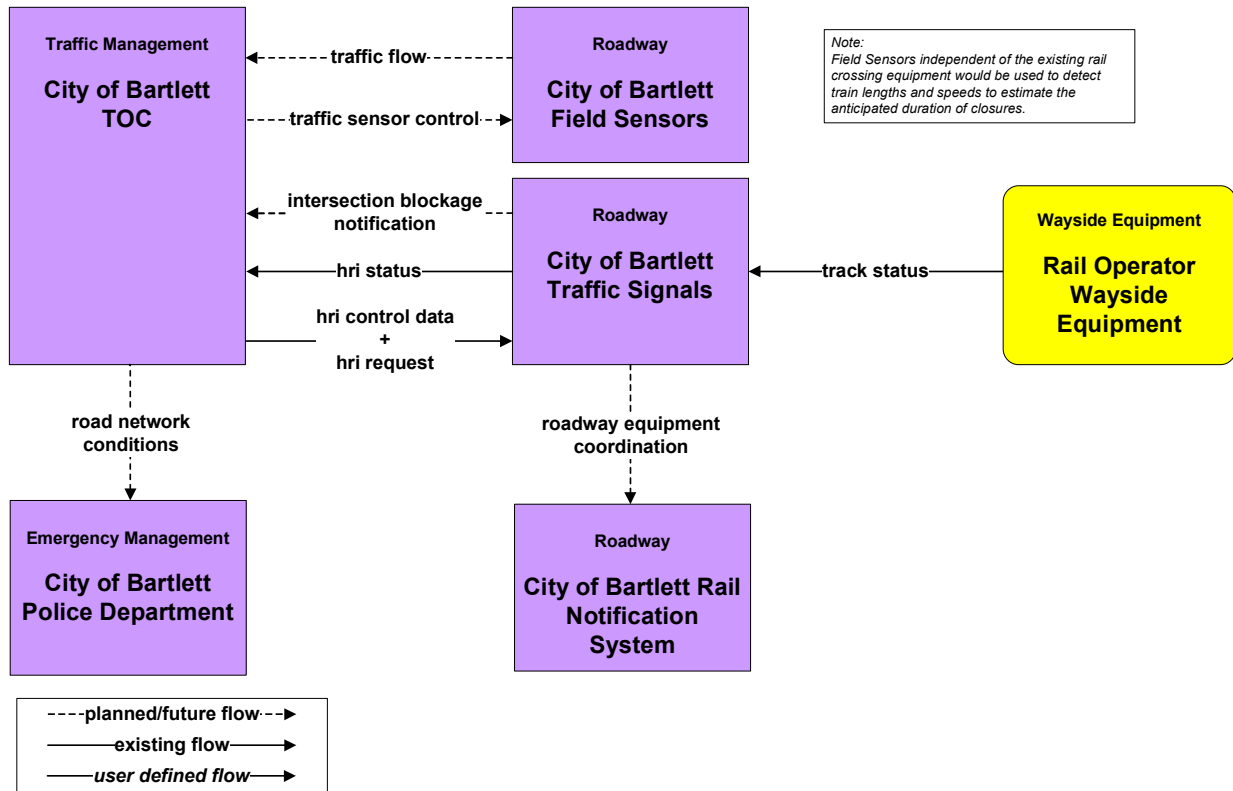 Traffic Management
City of Bartlett
TOC
traffic flow
traffic sensor control
Roadway
City of Bartlett
Field Sensors
Note:
Field Sensors independent of the existing rail
crossing equipment would be used to detect
train lengths and speeds to estimate the
anticipated duration of closures.
intersection blockage
notification
hri status
hri control data
+
hri request
Roadway
City of Bartlett
Traffic Signals
track status
Wayside Equipment
Rail Operator
Wayside
Equipment
road network
conditions
roadway equipment
coordination
Emergency Management
City of Bartlett
Police Department
Roadway
City of Bartlett Rail
Notification
System
planned/future flow
existing flow
user defined flow